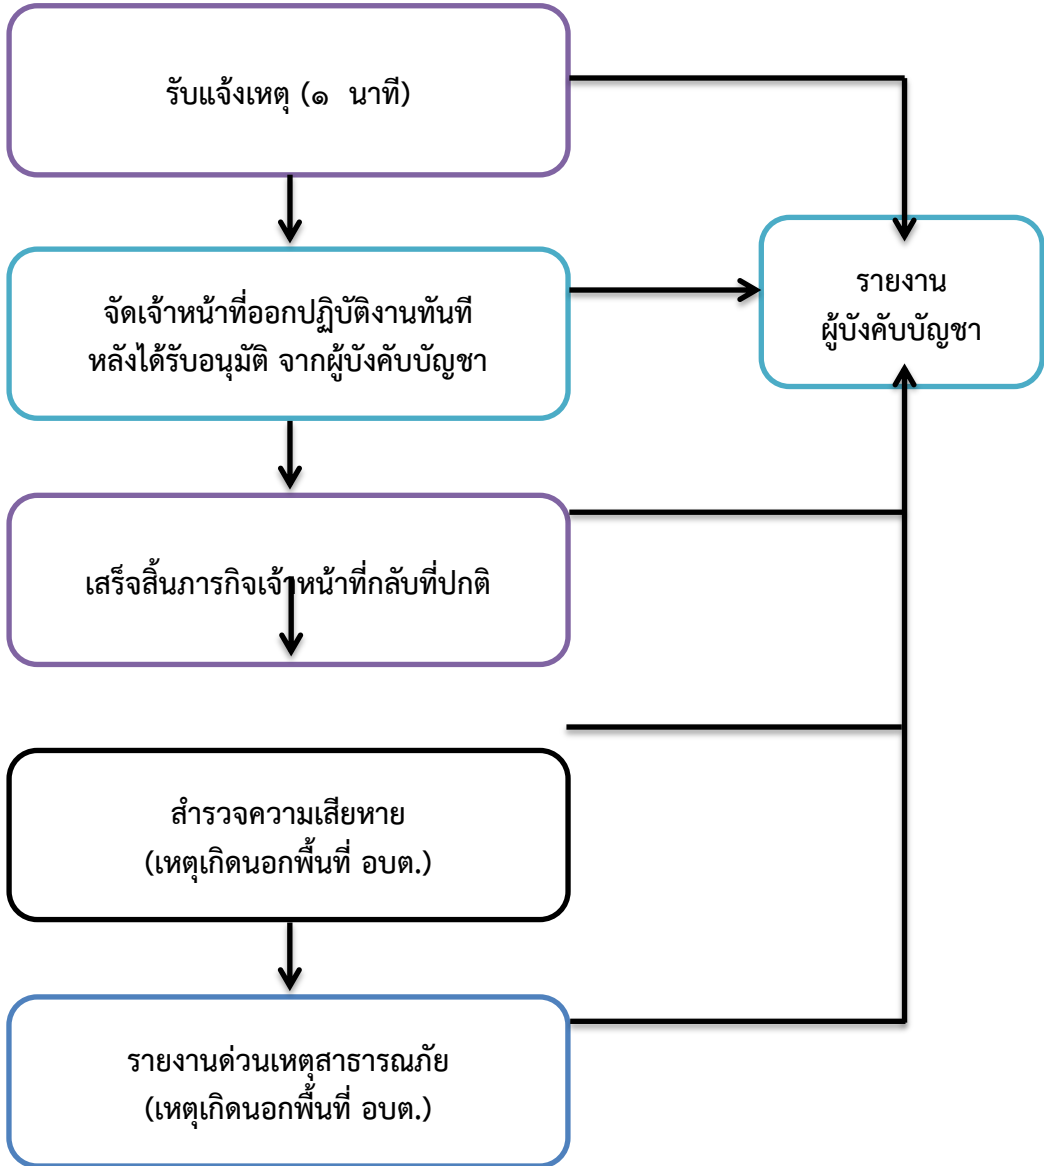 รับแจ้งเหตุ (๑ นาที)
จัดเจ้าหน้าที่ออกปฏิบัติงานทันที
หลังได้รับอนุมัติ จากผู้บังคับบัญชา
รายงาน
ผู้บังคับบัญชา
เสร็จสิ้นภารกิจเจ้าหน้าที่กลับที่ปกติ
สำรวจความเสียหาย
(เหตุเกิดนอกพื้นที่ อบต.)
รายงานด่วนเหตุสาธารณภัย
(เหตุเกิดนอกพื้นที่ อบต.)